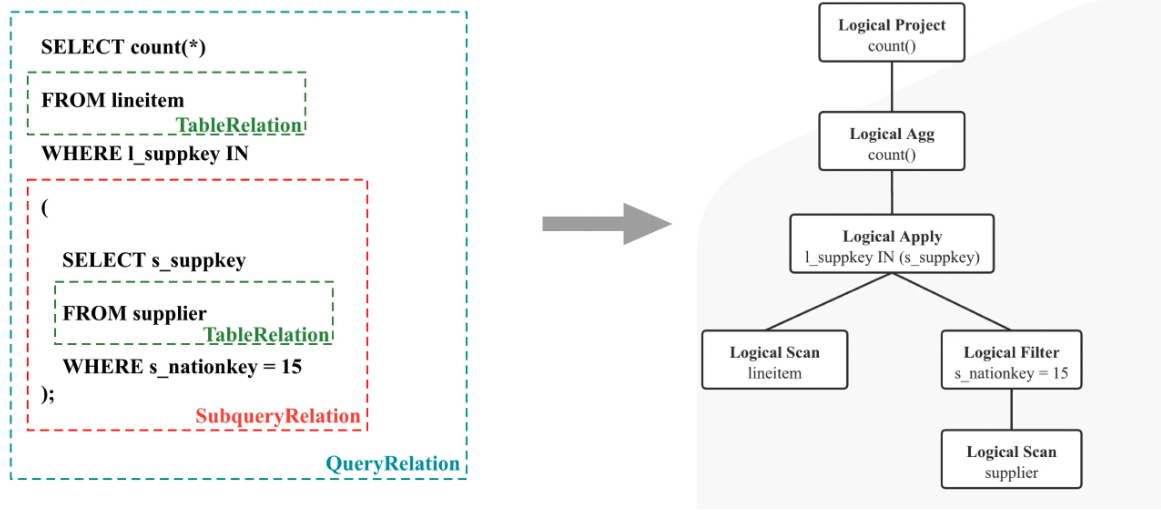 SELECT count(*)
FROM lineitem
TableRelation
WHERE l_suppkey IN
(
SELECT s_suppkey
FROM supplier
TableRelation
WHERE s_nationkey = 15
);
SubqueryRelation
QueryRelation
Logical Project
count()
Logical Agg
count()
Logical Apply
l_suppkey IN (s_suppkey)
Logical Scan
lineitem
Logical Filter
s_nationkey = 15
Logical Scan
supplier